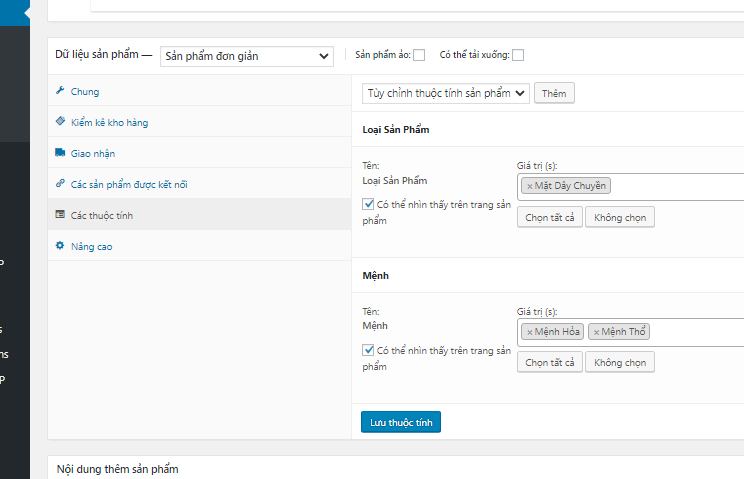 Dữ liệu sản phẩm — Sản phẩm đơn giản Sản phẩm ảo: Có thể tải xuống:
Chung
Kiểm kê kho hàng
Giao nhận
Các sản phẩm được kết nối
Các thuộc tính
Nâng cao
Tùy chỉnh thuộc tính sản phẩm Thêm
Loại Sản Phẩm
Tên:
Loại Sản Phẩm
Có thể nhìn thấy trên trang sản
phẩm
Giá trị (s):
× Mặt Dây Chuyền
Chọn tất cả Không chọn
Mệnh
Tên:
Mệnh
Có thể nhìn thấy trên trang sản
phẩm
Giá trị (s):
× Mệnh Hỏa × Mệnh Thổ
Chọn tất cả Không chọn
Lưu thuộc tính
Nội dung thêm sản phẩm